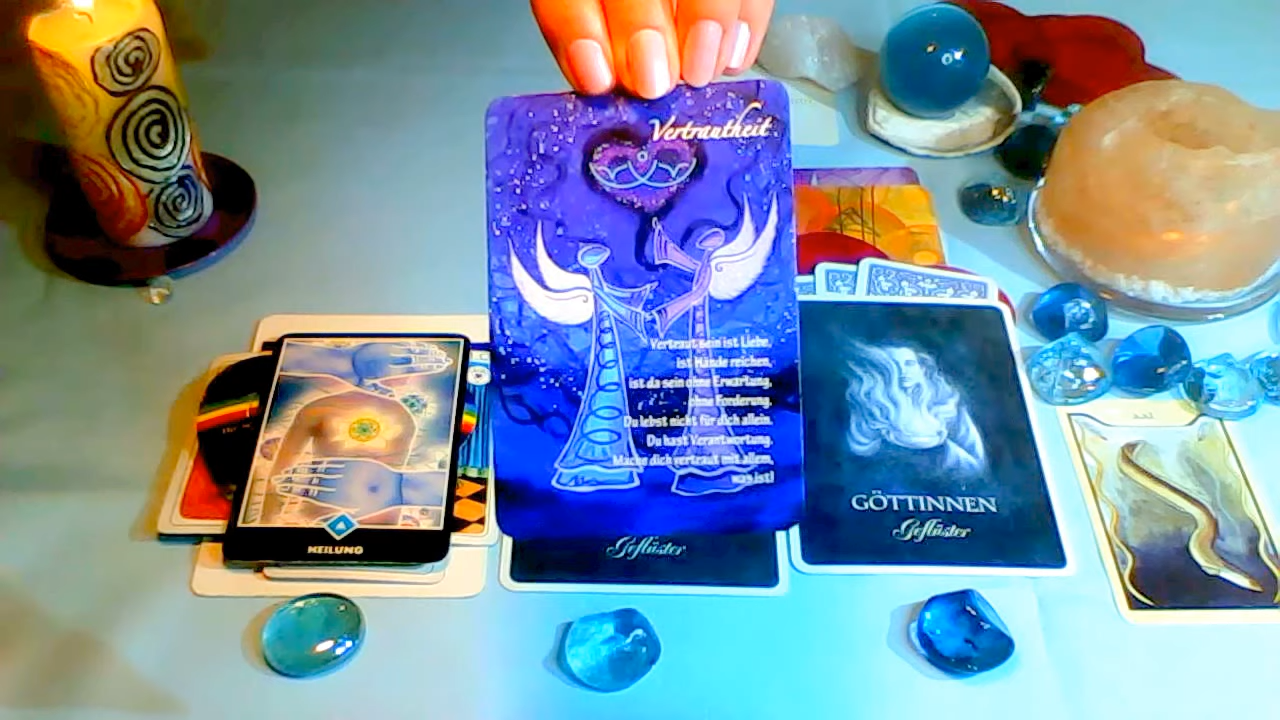 Vertrautheit
Vertraut sein ist Liebe,
ist Hände reichen,
ist da sein ohne Erwartung,
ohne Forderung.
Du lebst nicht für dich allein.
Du hast Verantwortung.
Mache dich vertraut mit allem,
was ist!
HEILUNG
Geflüster
GÖTTINNEN
Geflüster